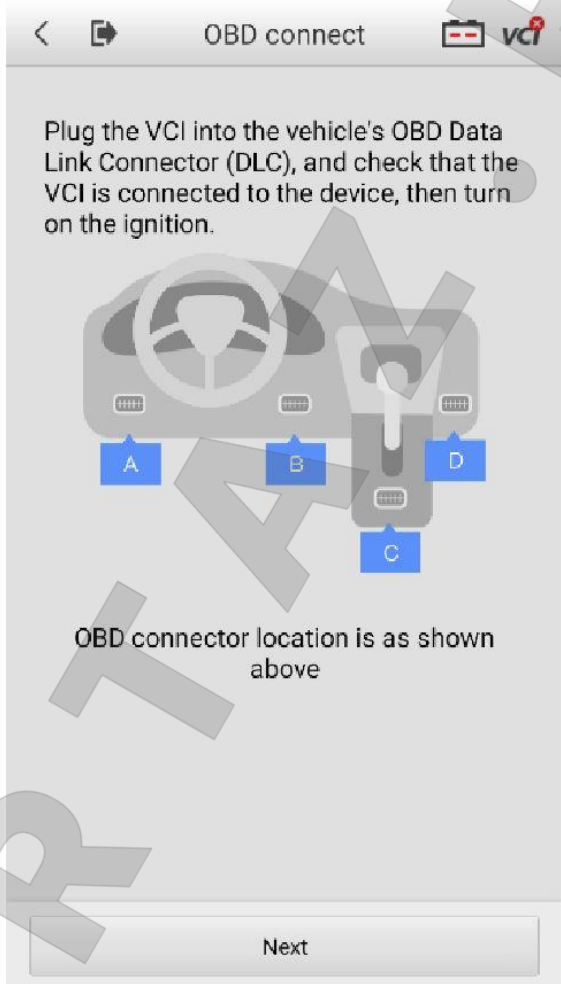 OBD connect
VCI
Plug the VCI into the vehicle's OBD Data
Link Connector (DLC), and check that the
VCI is connected to the device, then turn
on the ignition.
A
B
D
C
OBD connector location is as shown
above
Next
R T A Z .